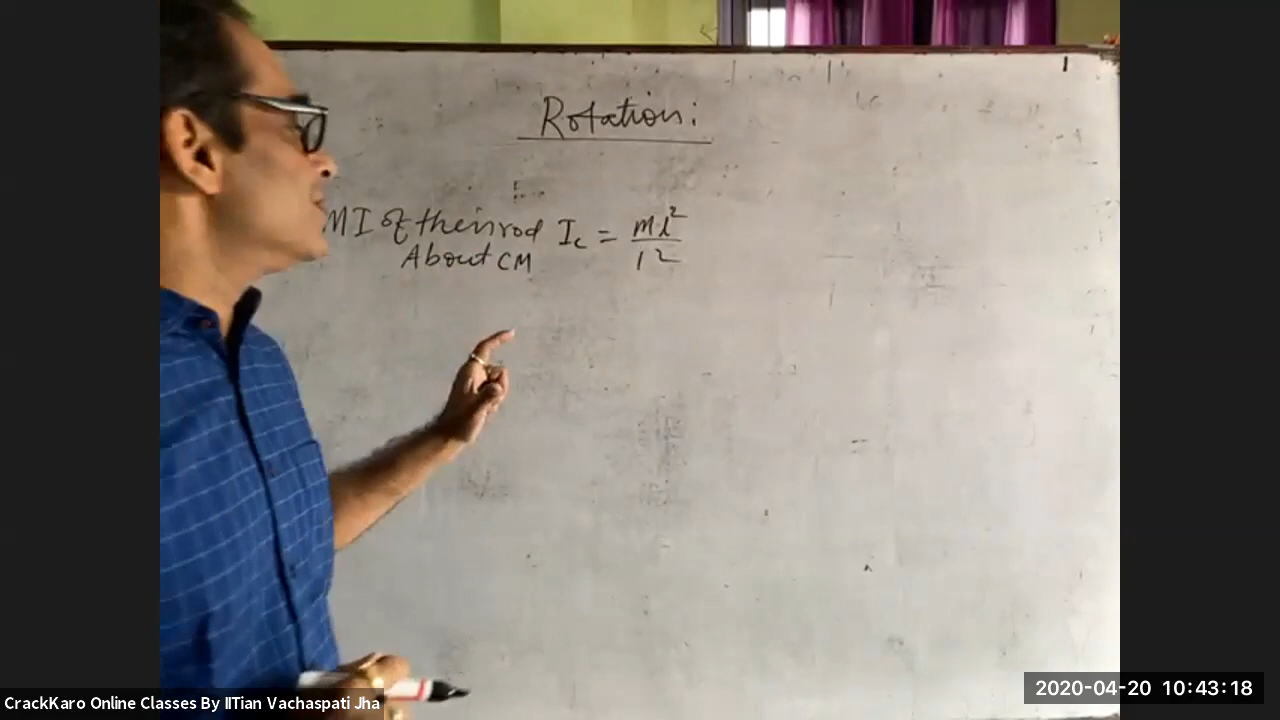 Rotation:
MI of thin rod I_c = ml²/12
About CM
CrackKaro Online Classes By IITian Vachaspati Jha
2020-04-20 10:43:18